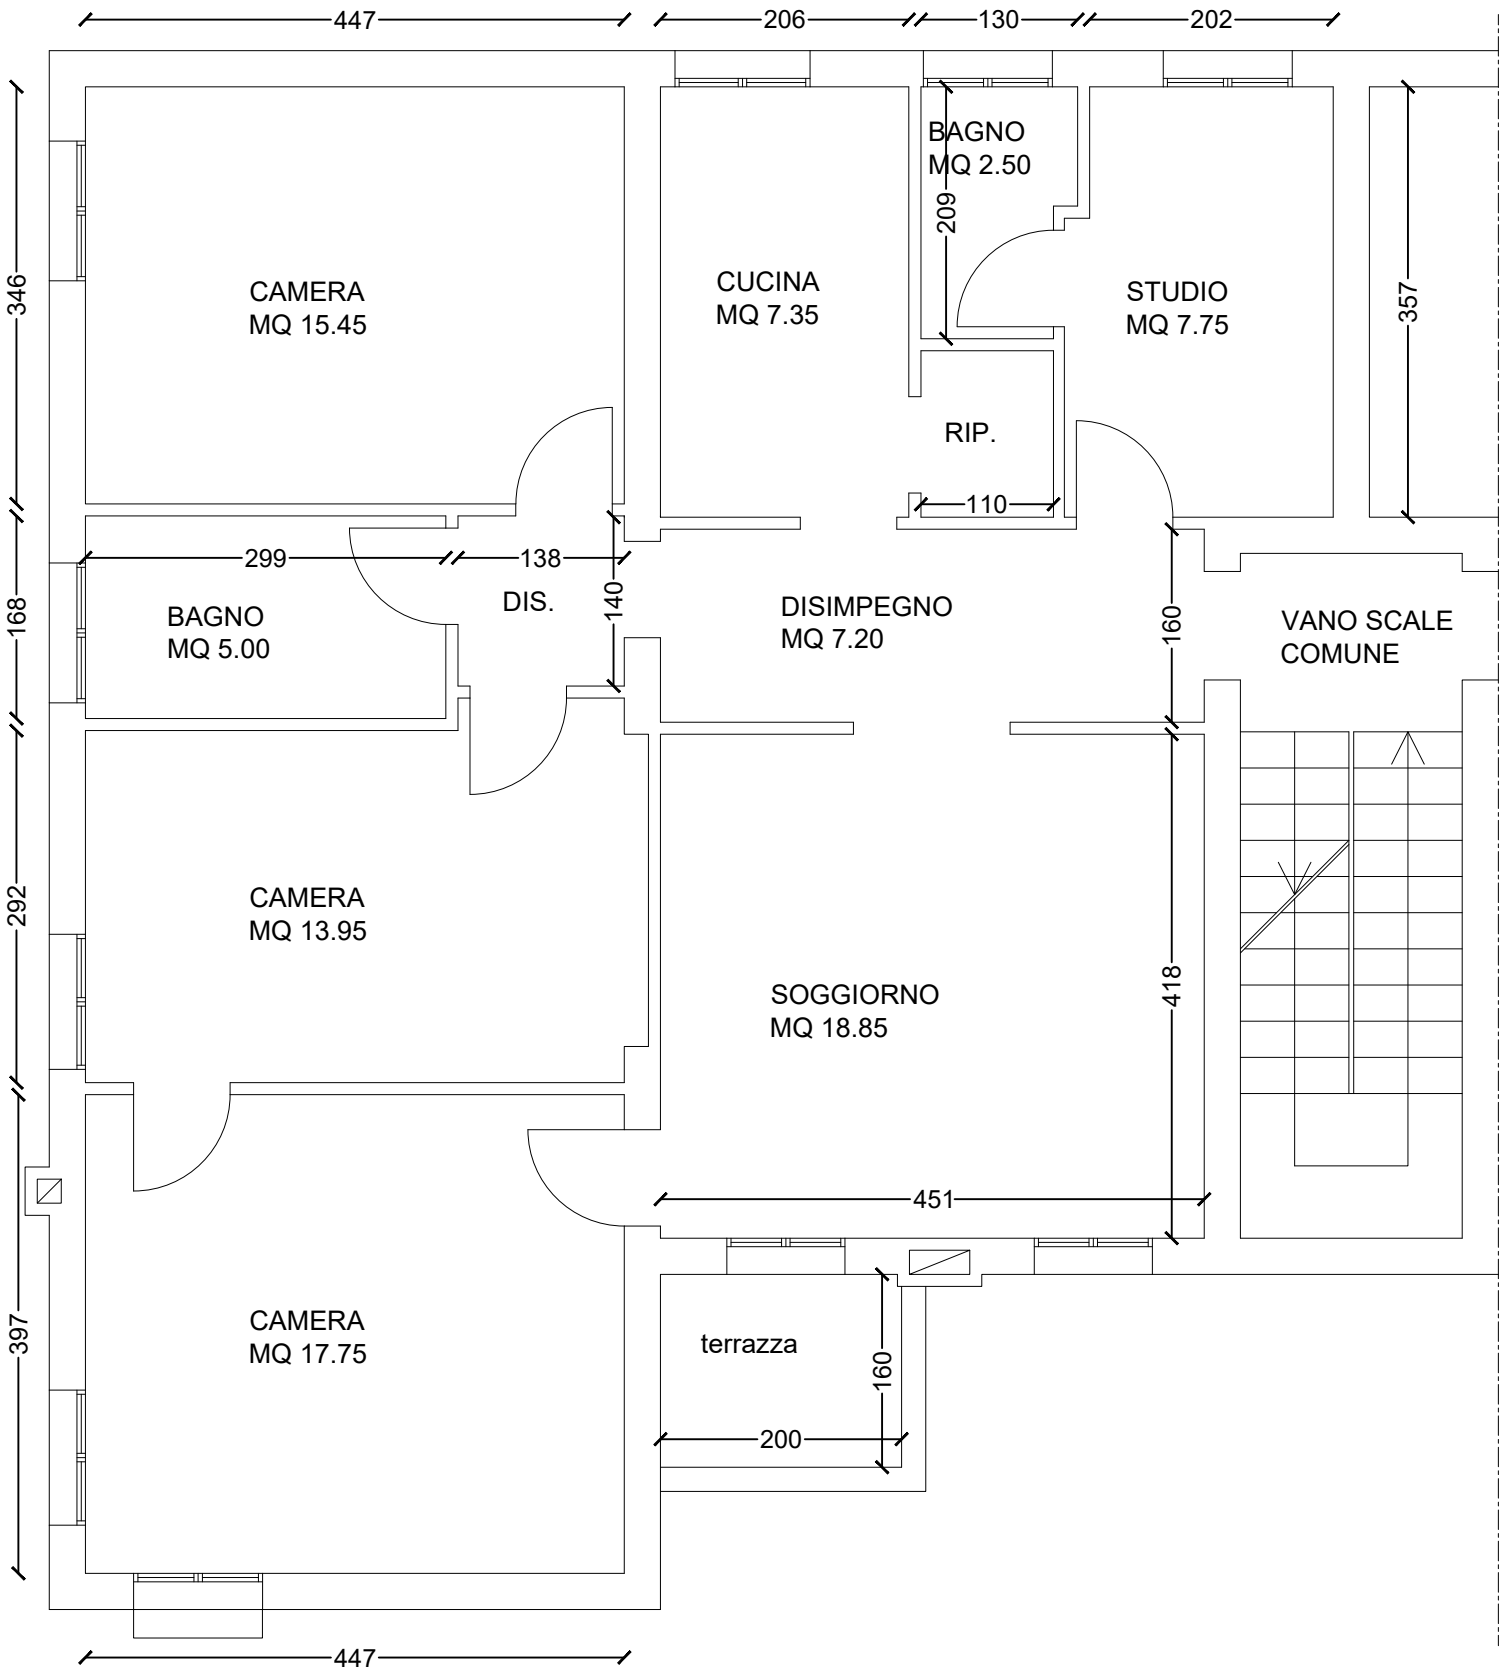 447
206
130
202
BAGNO
MQ 2.50
209
346
CAMERA
MQ 15.45
CUCINA
MQ 7.35
STUDIO
MQ 7.75
357
RIP.
110
299
138
140
168
BAGNO
MQ 5.00
DIS.
DISIMPEGNO
MQ 7.20
160
VANO SCALE
COMUNE
292
CAMERA
MQ 13.95
SOGGIORNO
MQ 18.85
418
451
397
CAMERA
MQ 17.75
terrazza
160
200
447